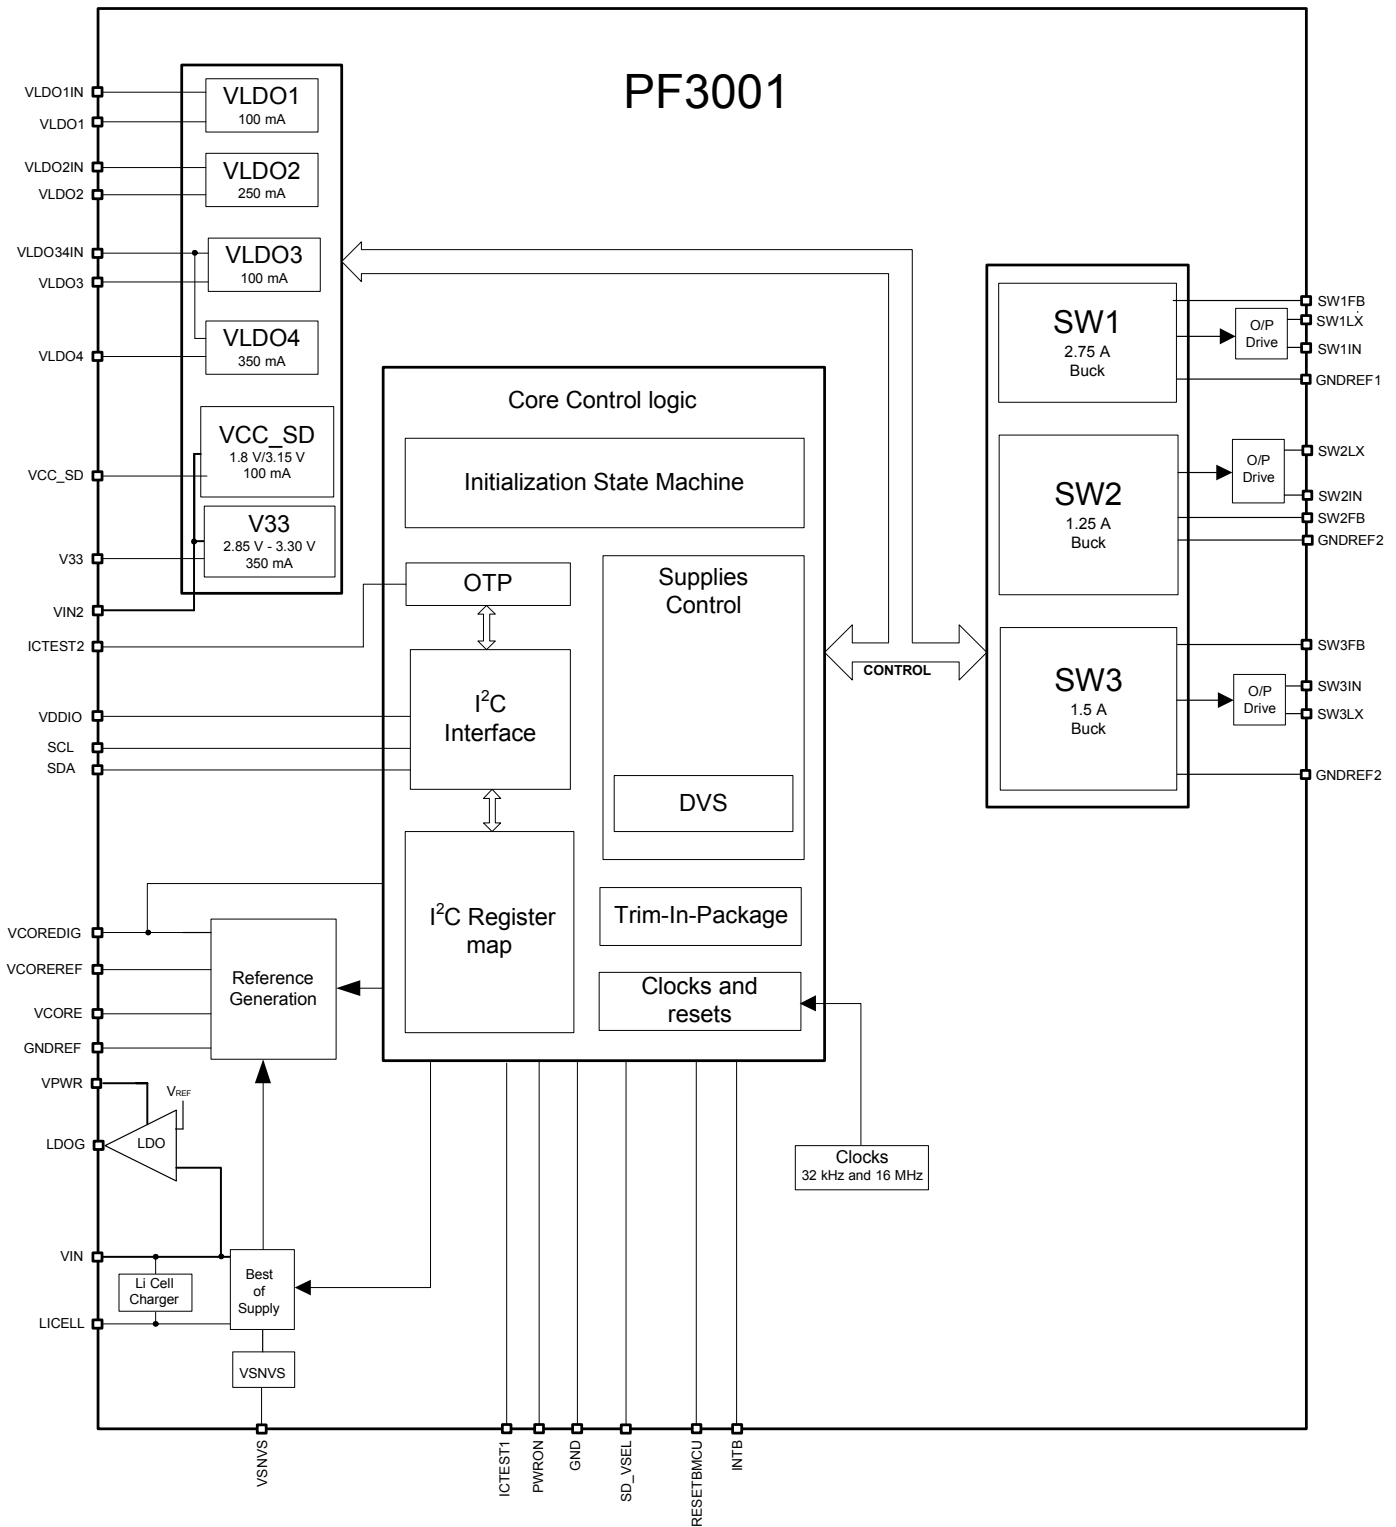 PF3001
VLDO1IN
VLDO1
VLDO2IN
VLDO2
VLDO34IN
VLDO3
VLDO4
VCC_SD
V33
VIN2
ICTEST2
VDDIO
SCL
SDA
VCOREDIG
VCOREREF
VCORE
GNDREF
VPWR
LDOG
VIN
LICELL
VLDO1
100 mA
VLDO2
250 mA
VLDO3
100 mA
VLDO4
350 mA
VCC_SD
1.8 V/3.15 V
100 mA
V33
2.85 V - 3.30 V
350 mA
Core Control logic
Initialization State Machine
OTP
I²C
Interface
I²C Register
map
Supplies
Control
DVS
Trim-In-Package
Clocks and
resets
CONTROL
SW1
2.75 A
Buck
SW2
1.25 A
Buck
SW3
1.5 A
Buck
O/P
Drive
O/P
Drive
O/P
Drive
SW1FB
SW1LX
SW1IN
GNDREF1
SW2LX
SW2IN
SW2FB
GNDREF2
SW3FB
SW3IN
SW3LX
GNDREF2
Reference
Generation
VREF
LDO
Li Cell
Charger
Best
of
Supply
VSNVS
Clocks
32 kHz and 16 MHz
VSNVS
ICTEST1
PWRON
GND
SD_VSEL
RESETBMCU
INTB